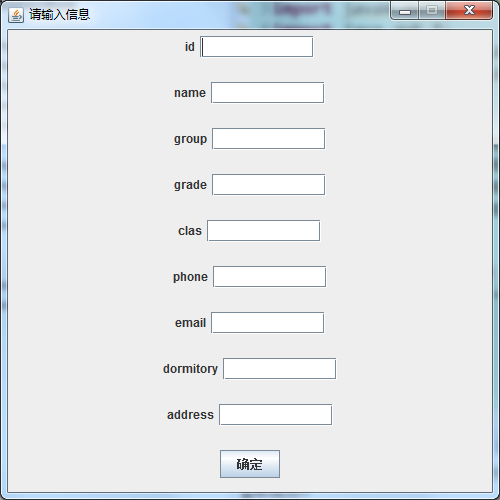 请输入信息
id
name
group
grade
clas
phone
email
dormitory
address
确定